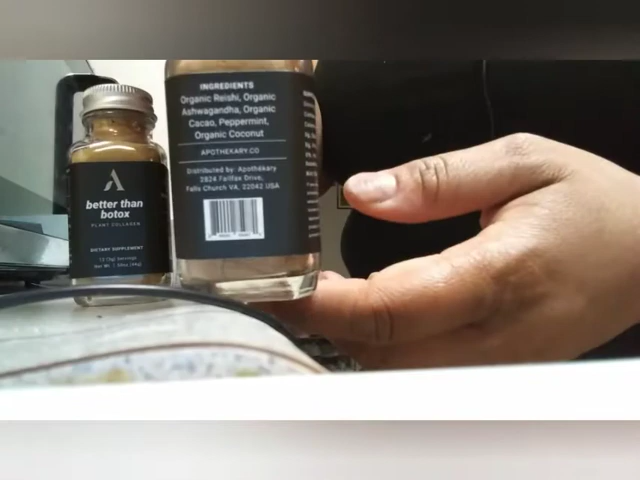 better than
botox
PLANT COLLAGEN
DIETARY SUPPLEMENT
INGREDIENTS
Organic Reishi, Organic
Ashwagandha, Organic
Cacao, Peppermint,
Organic Coconut
APOTHEKARY.CO
Distributed by: Apothékary
2824 Fairfax Drive,
Falls Church VA, 22042 USA